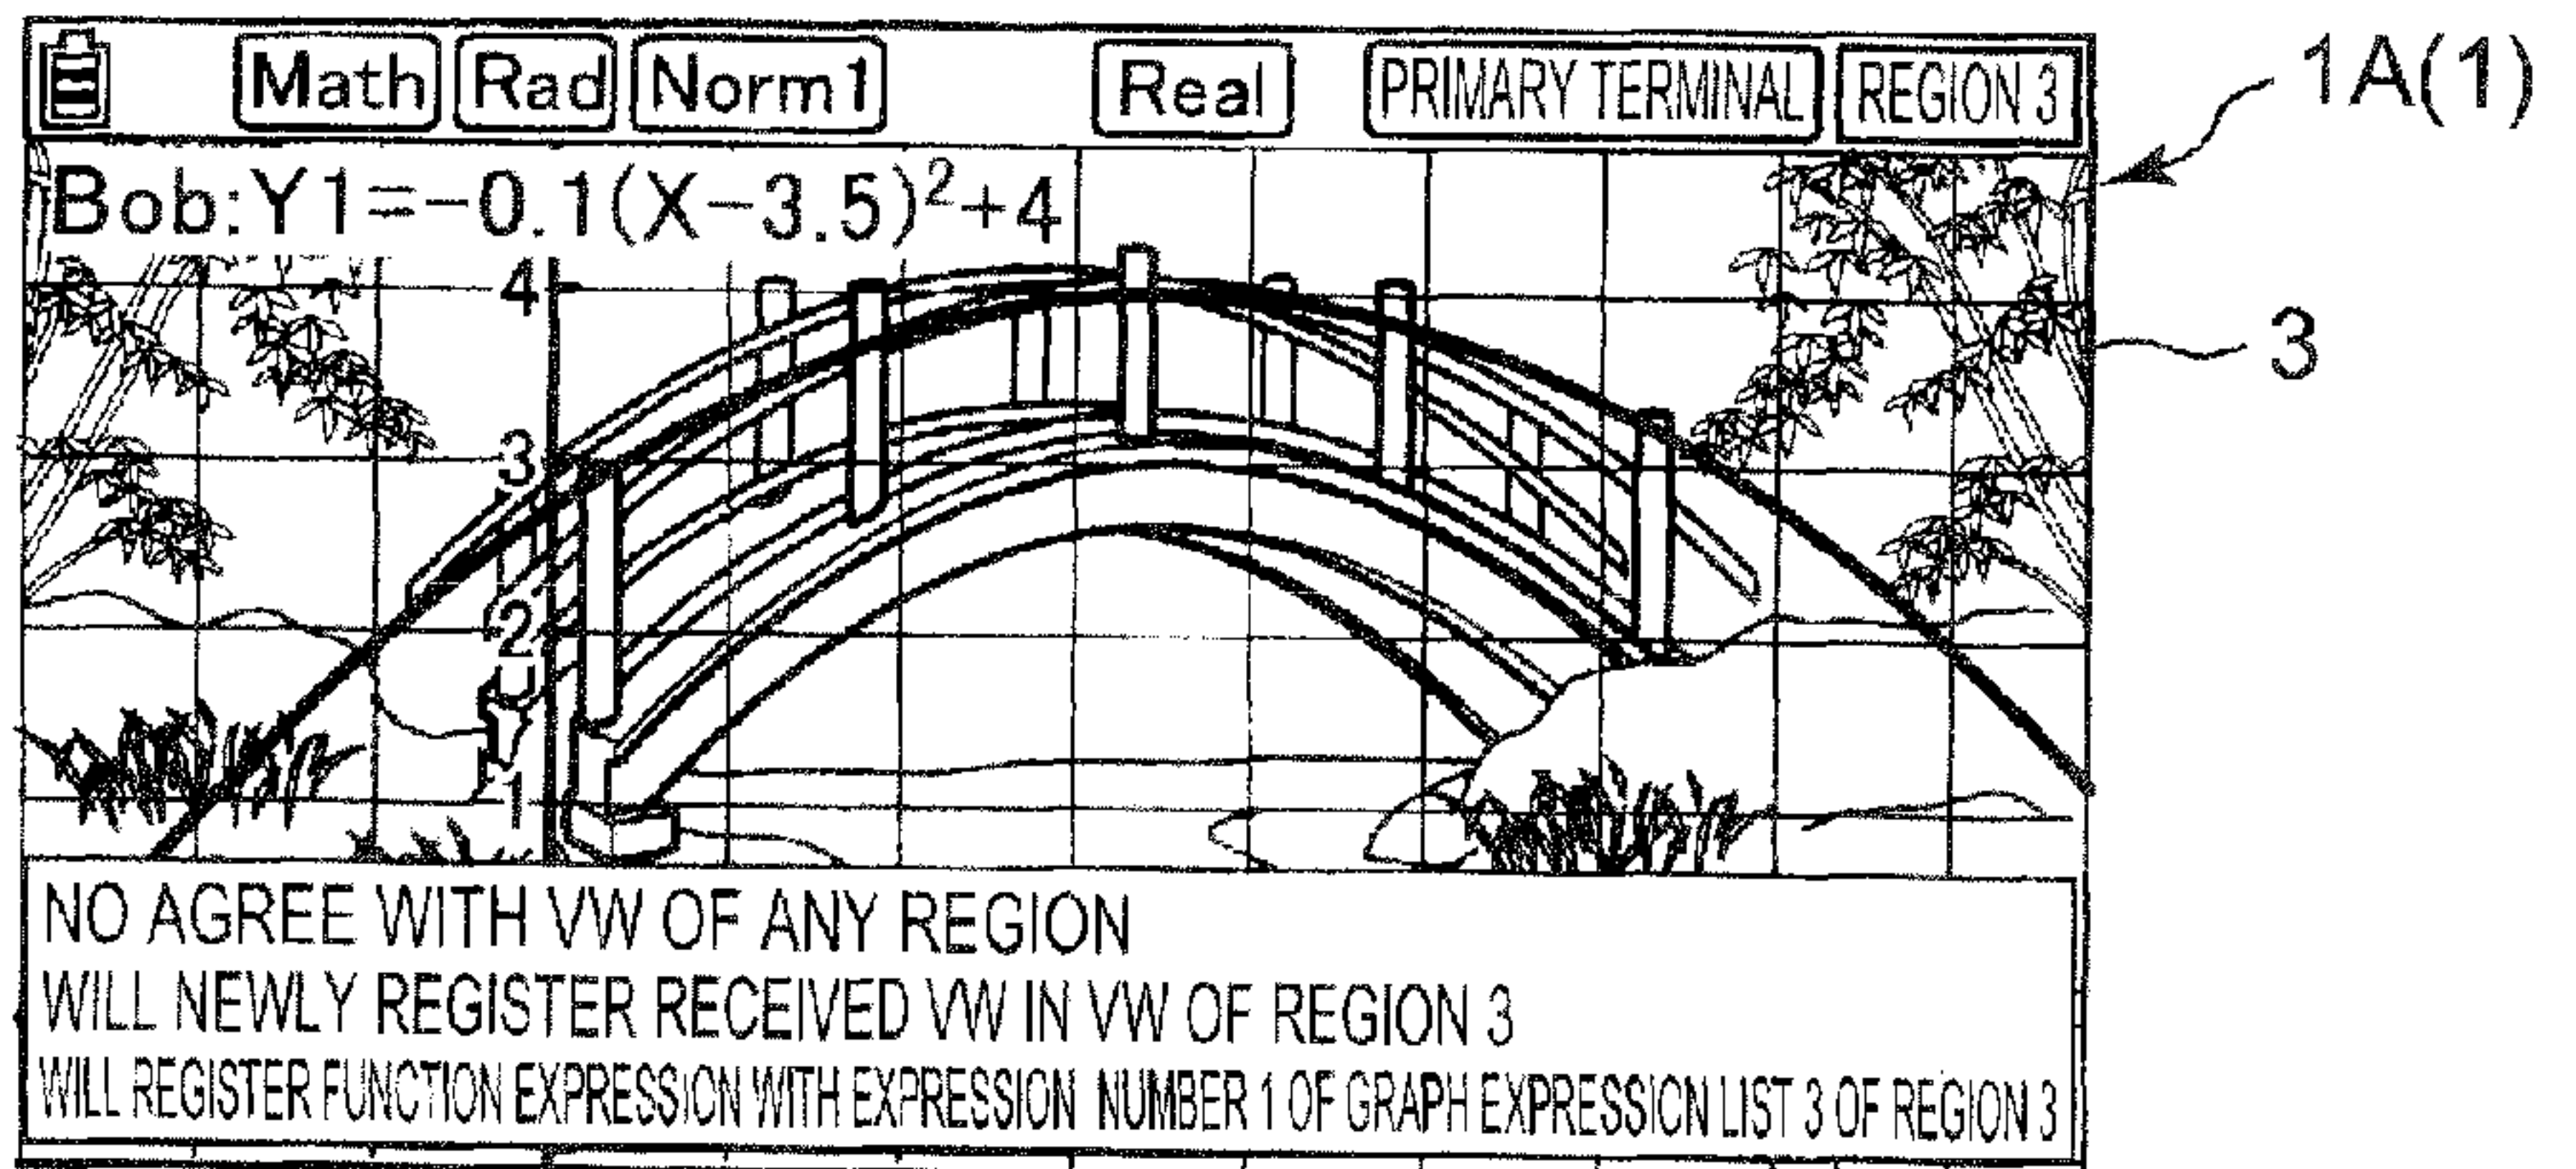 Math Rad Norm1 Real PRIMARY TERMINAL REGION 3
1A(1)
Bob:Y1=-0.1(X-3.5)²+4
4
3
3
2
1
NO AGREE WITH VW OF ANY REGION
WILL NEWLY REGISTER RECEIVED VW IN VW OF REGION 3
WILL REGISTER FUNCTION EXPRESSION WITH EXPRESSION NUMBER 1 OF GRAPH EXPRESSION LIST 3 OF REGION 3